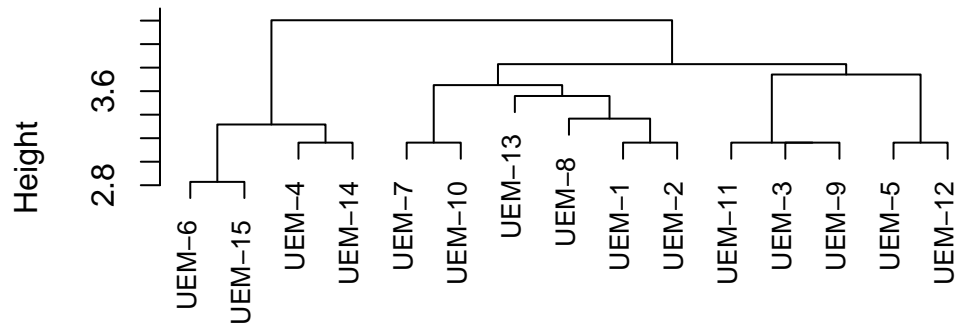 Height
2.8
3.6
UEM−6
UEM−15
UEM−4
UEM−14
UEM−7
UEM−10
UEM−13
UEM−8
UEM−1
UEM−2
UEM−11
UEM−3
UEM−9
UEM−5
UEM−12